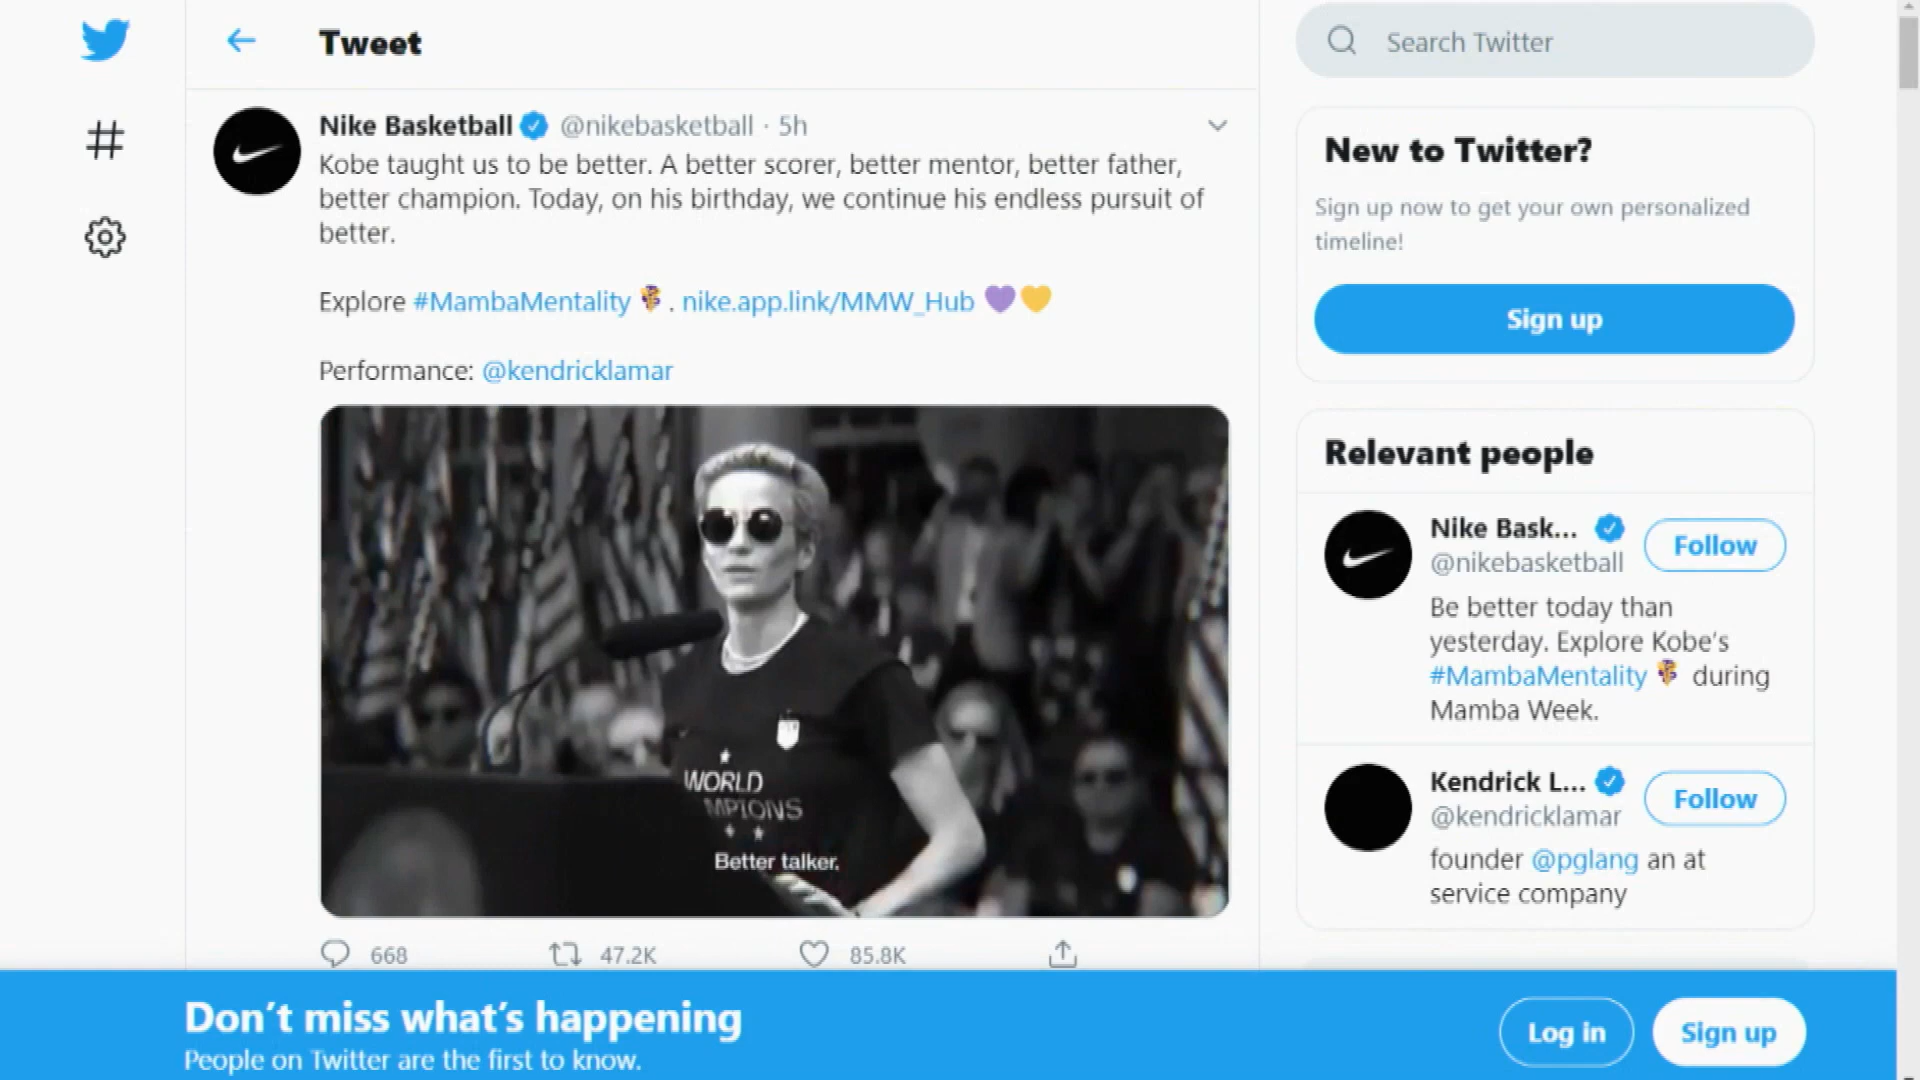 Tweet
Search Twitter
Nike Basketball @nikebasketball · 5h
Kobe taught us to be better. A better scorer, better mentor, better father,
better champion. Today, on his birthday, we continue his endless pursuit of
better.
Explore #MambaMentality . nike.app.link/MMW_Hub 💜💛
Performance: @kendricklamar
WORLD
MPIONS
Better talker.
668
47.2K
85.8K
New to Twitter?
Sign up now to get your own personalized
timeline!
Sign up
Relevant people
Nike Bask...
@nikebasketball
Follow
Be better today than
yesterday. Explore Kobe's
#MambaMentality during
Mamba Week.
Kendrick L...
@kendricklamar
Follow
founder @pglang an at
service company
Don't miss what's happening
People on Twitter are the first to know.
Log in
Sign up